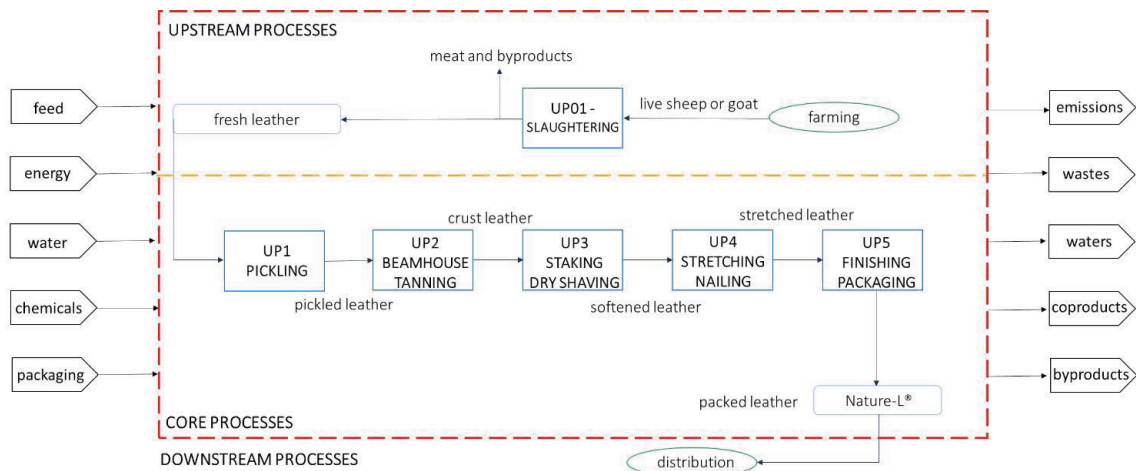 UPSTREAM PROCESSES
meat and byproducts
feed
fresh leather
UP01 -
SLAUGHTERING
live sheep or goat
farming
emissions
energy
wastes
crust leather
stretched leather
water
UP1
PICKLING
UP2
BEAMHOUSE
TANNING
UP3
STAKING
DRY SHAVING
UP4
STRETCHING
NAILING
UP5
FINISHING
PACKAGING
waters
pickled leather
softened leather
chemicals
coproducts
packaging
byproducts
packed leather
Nature-L®
CORE PROCESSES
DOWNSTREAM PROCESSES
distribution